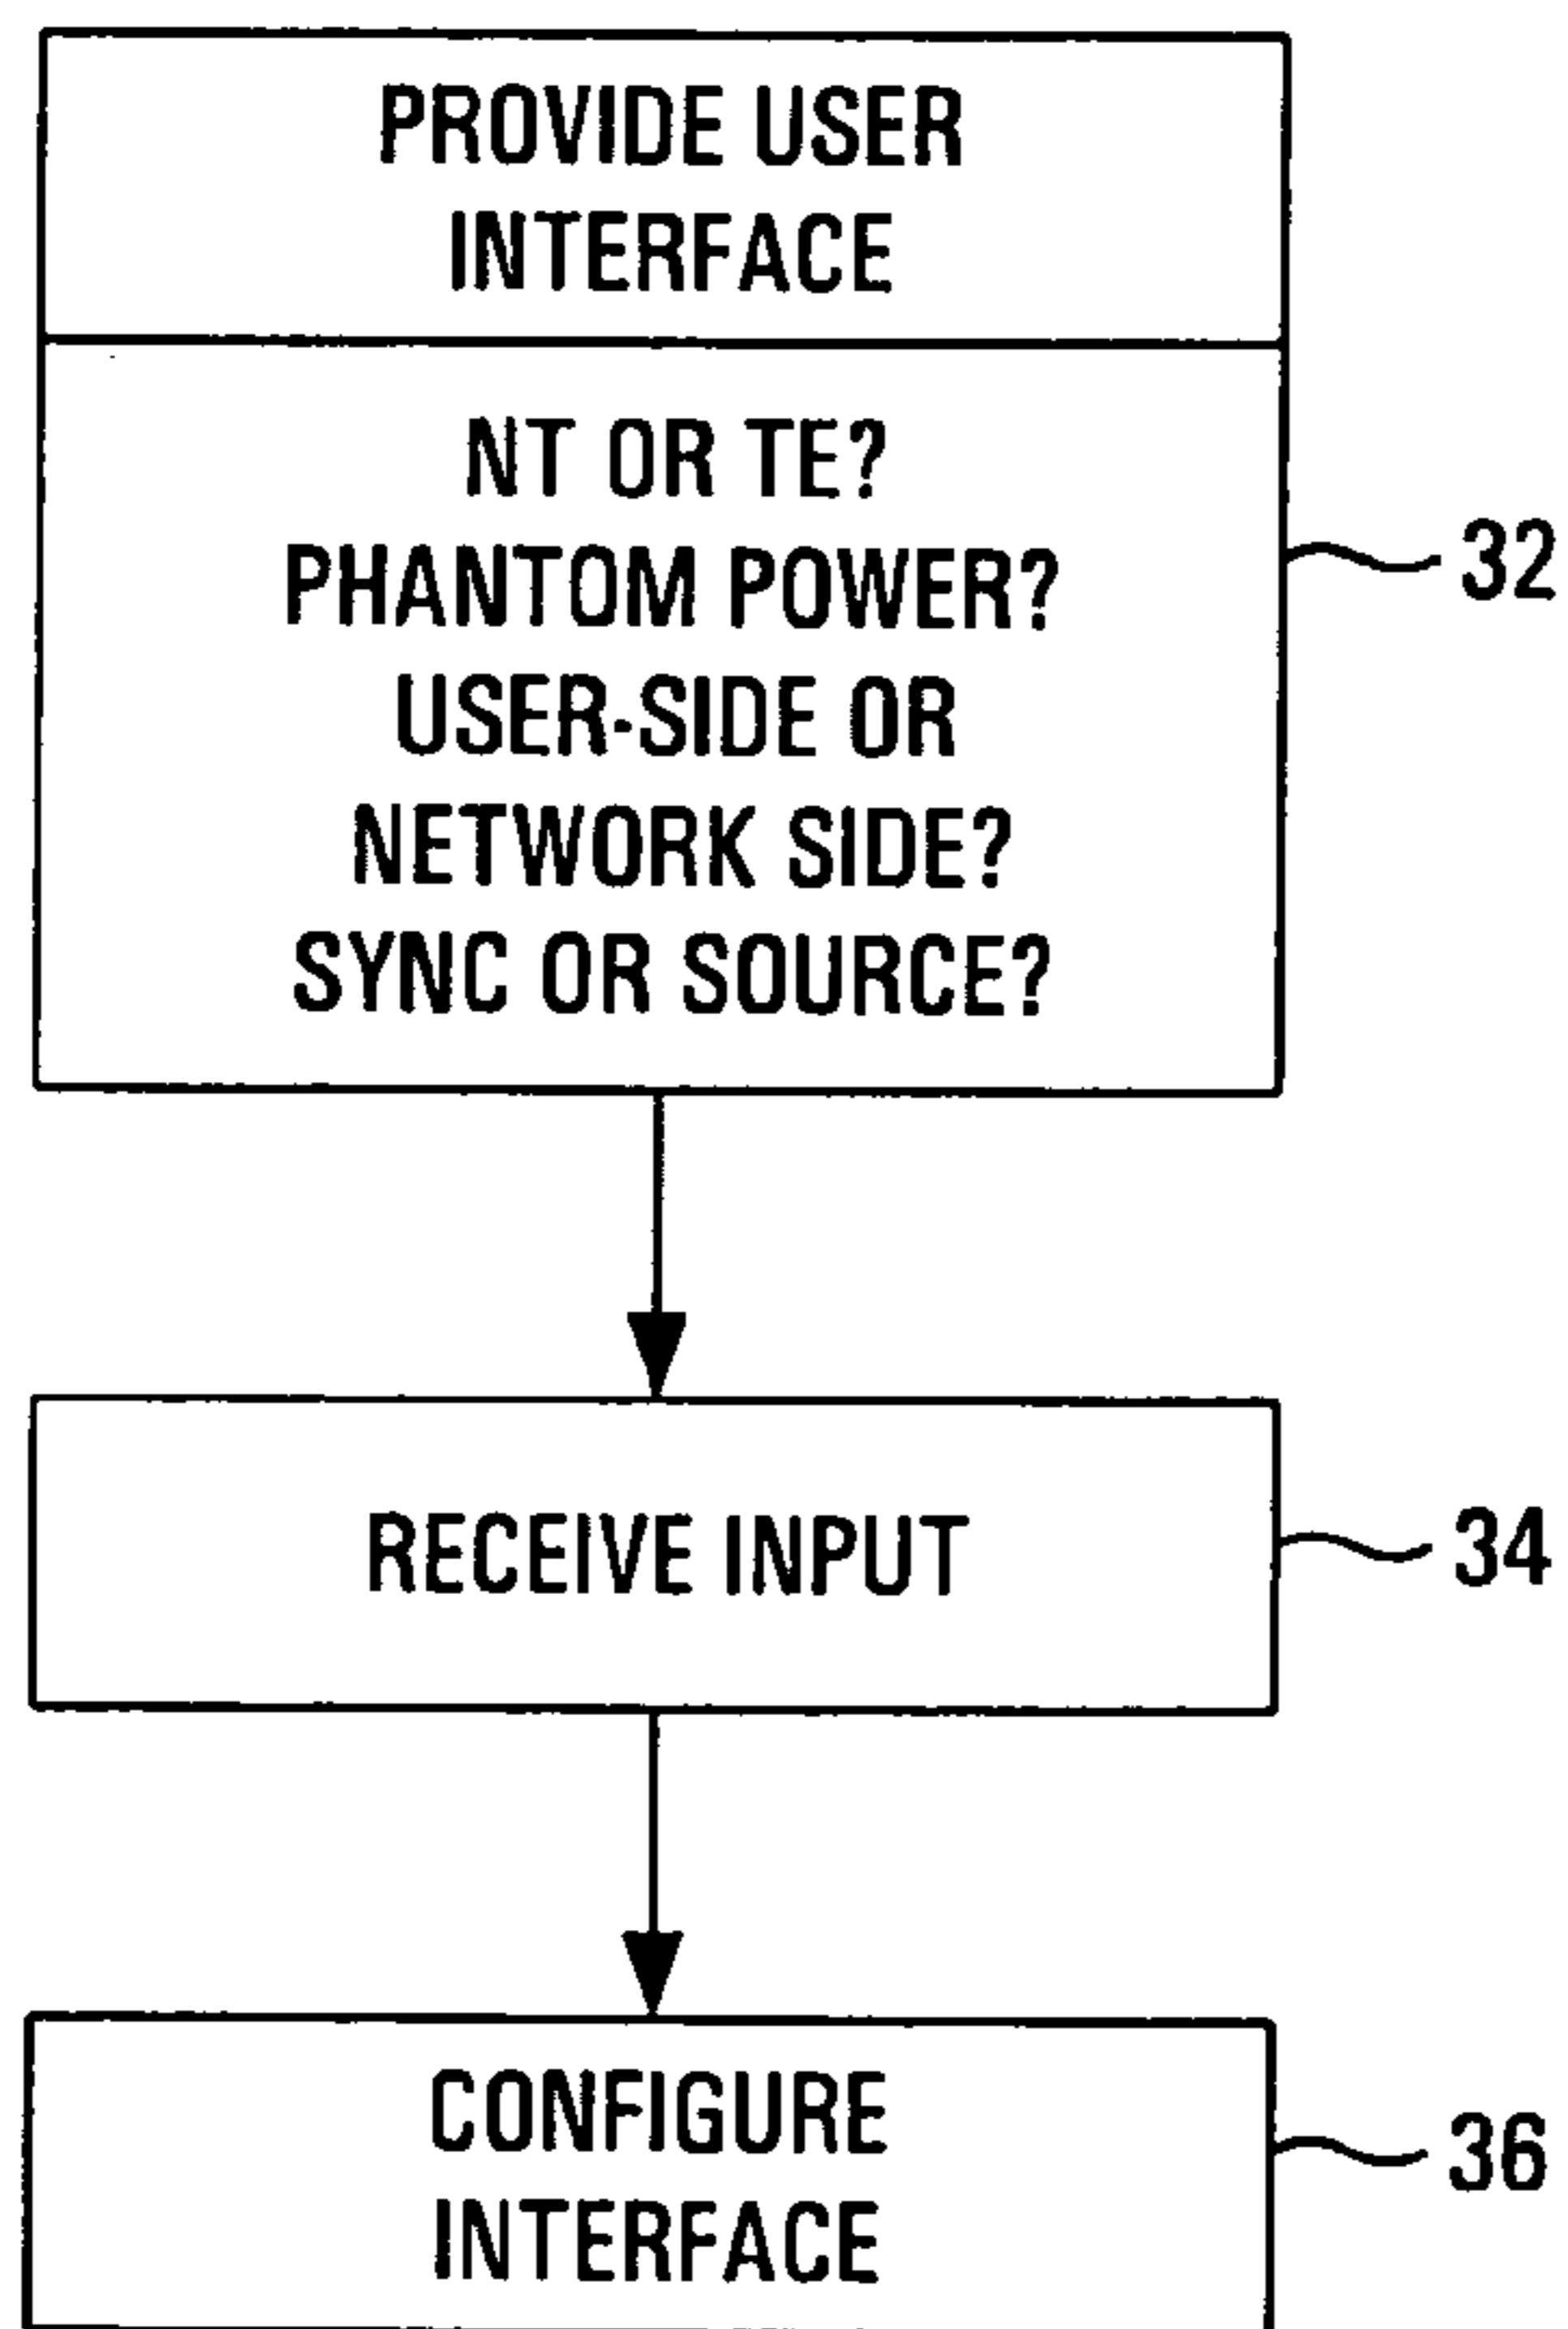 PROVIDE USER
INTERFACE
NT OR TE?
PHANTOM POWER?
USER-SIDE OR
NETWORK SIDE?
SYNC OR SOURCE?
32
RECEIVE INPUT
34
CONFIGURE
INTERFACE
36